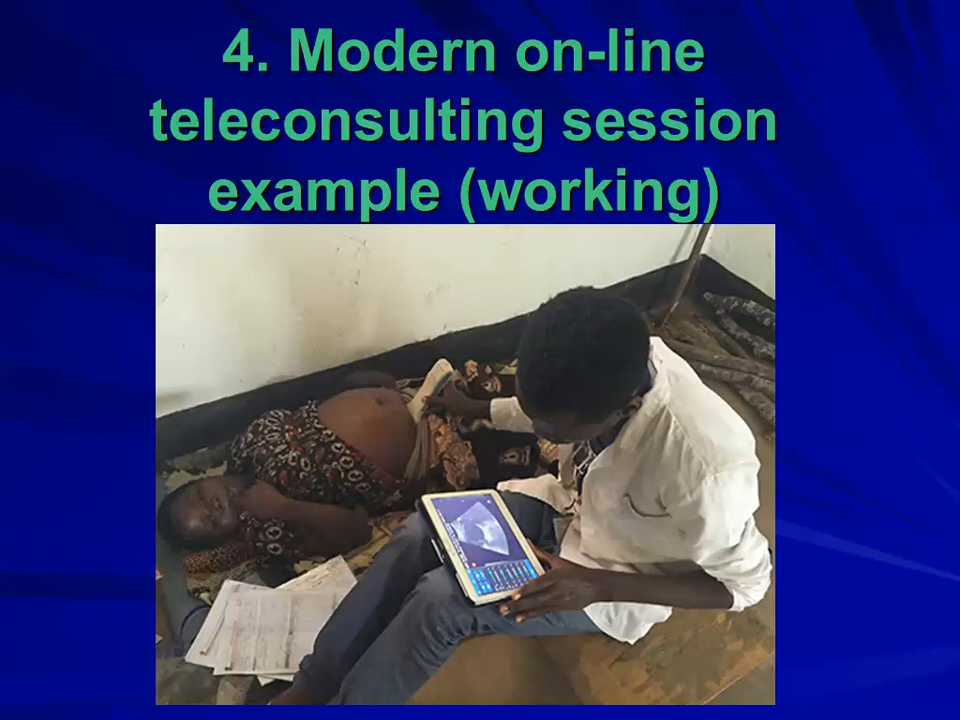 4. Modern on-line
teleconsulting session
example (working)